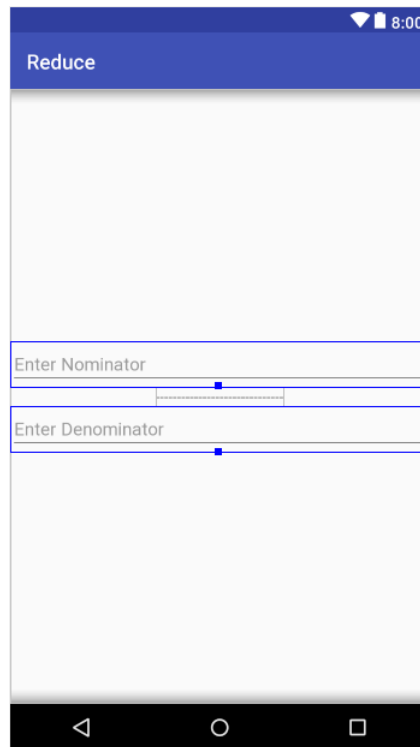 8:00
Reduce
Enter Nominator
------------------------------
Enter Denominator